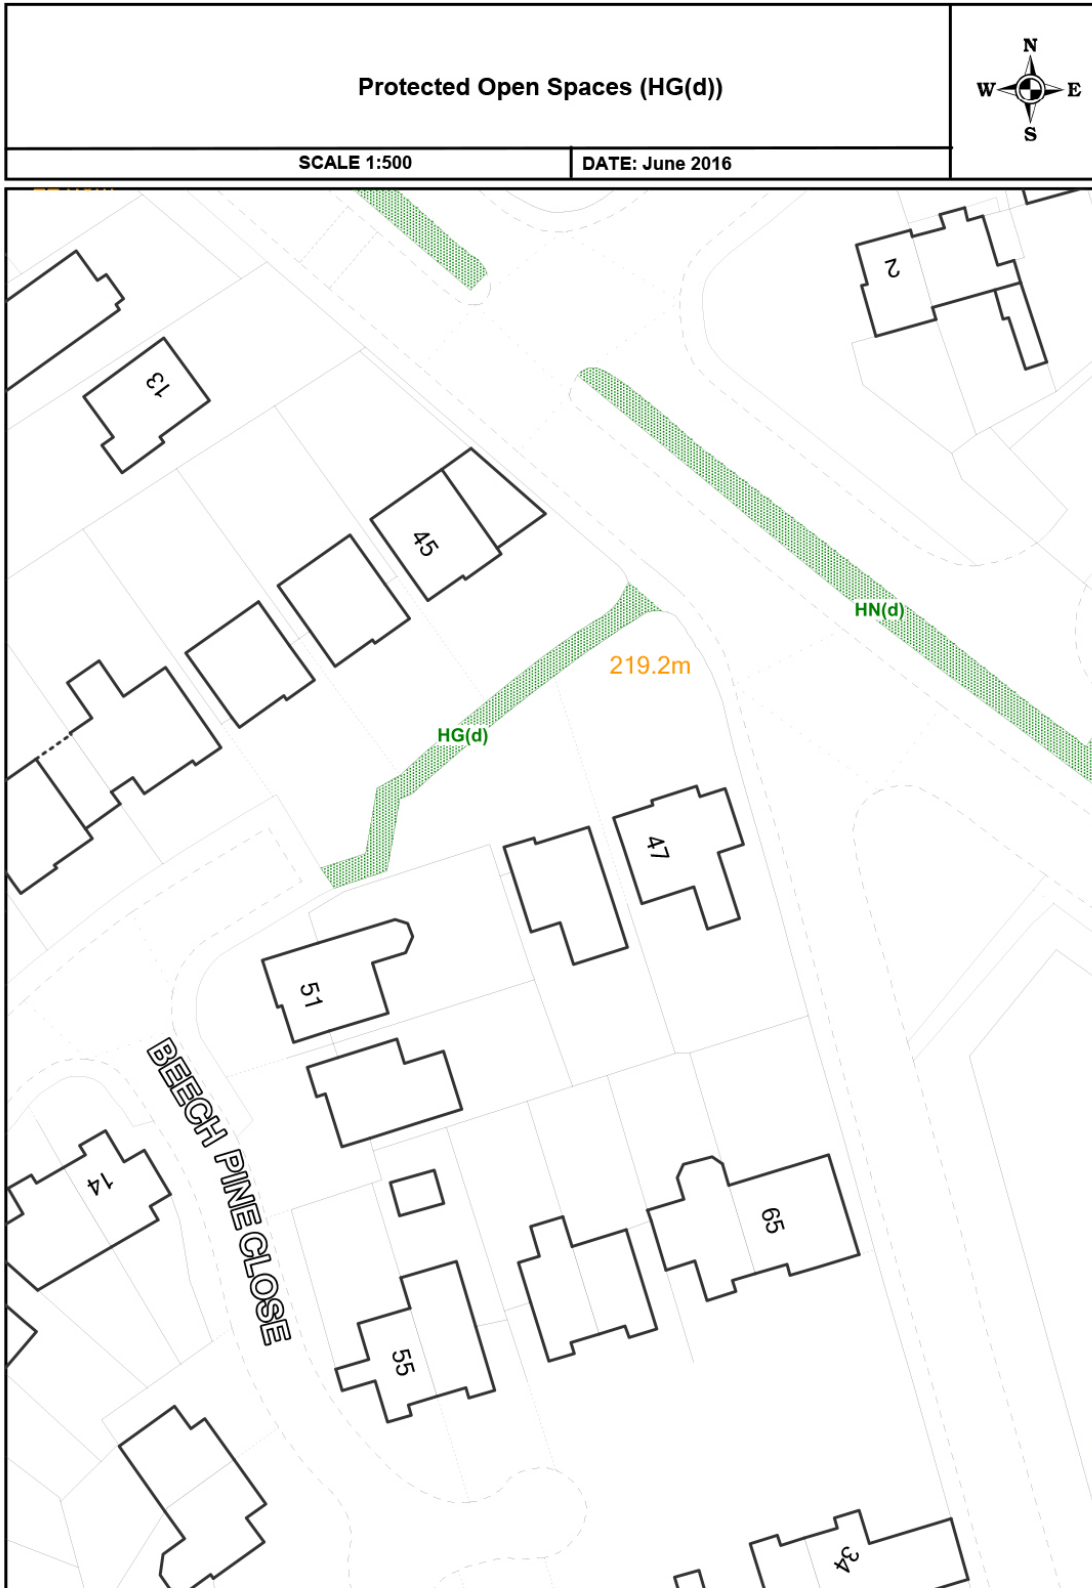 Protected Open Spaces (HG(d))
N
W E
S
SCALE 1:500
DATE: June 2016
2
13
45
HN(d)
219.2m
HG(d)
47
51
BEECH PINE CLOSE
14
65
55
34